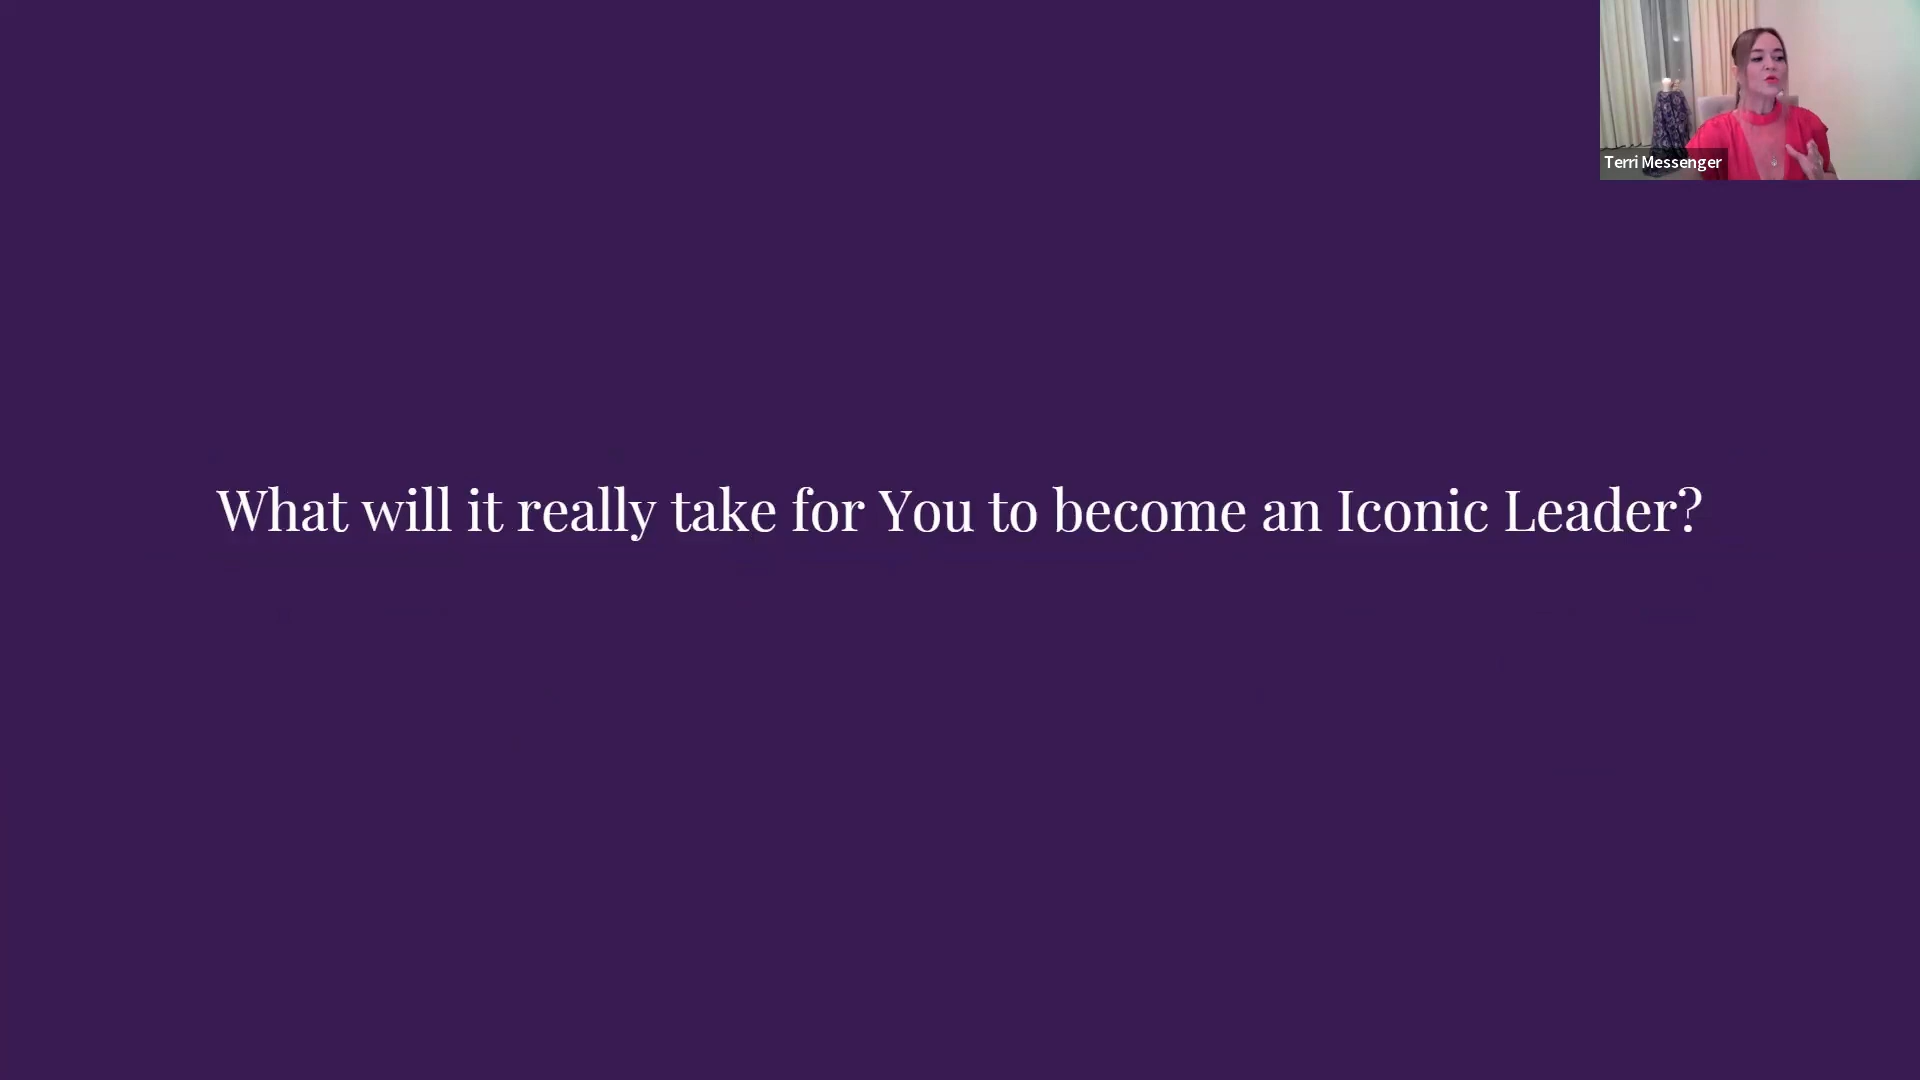 Terri Messenger
What will it really take for You to become an Iconic Leader?